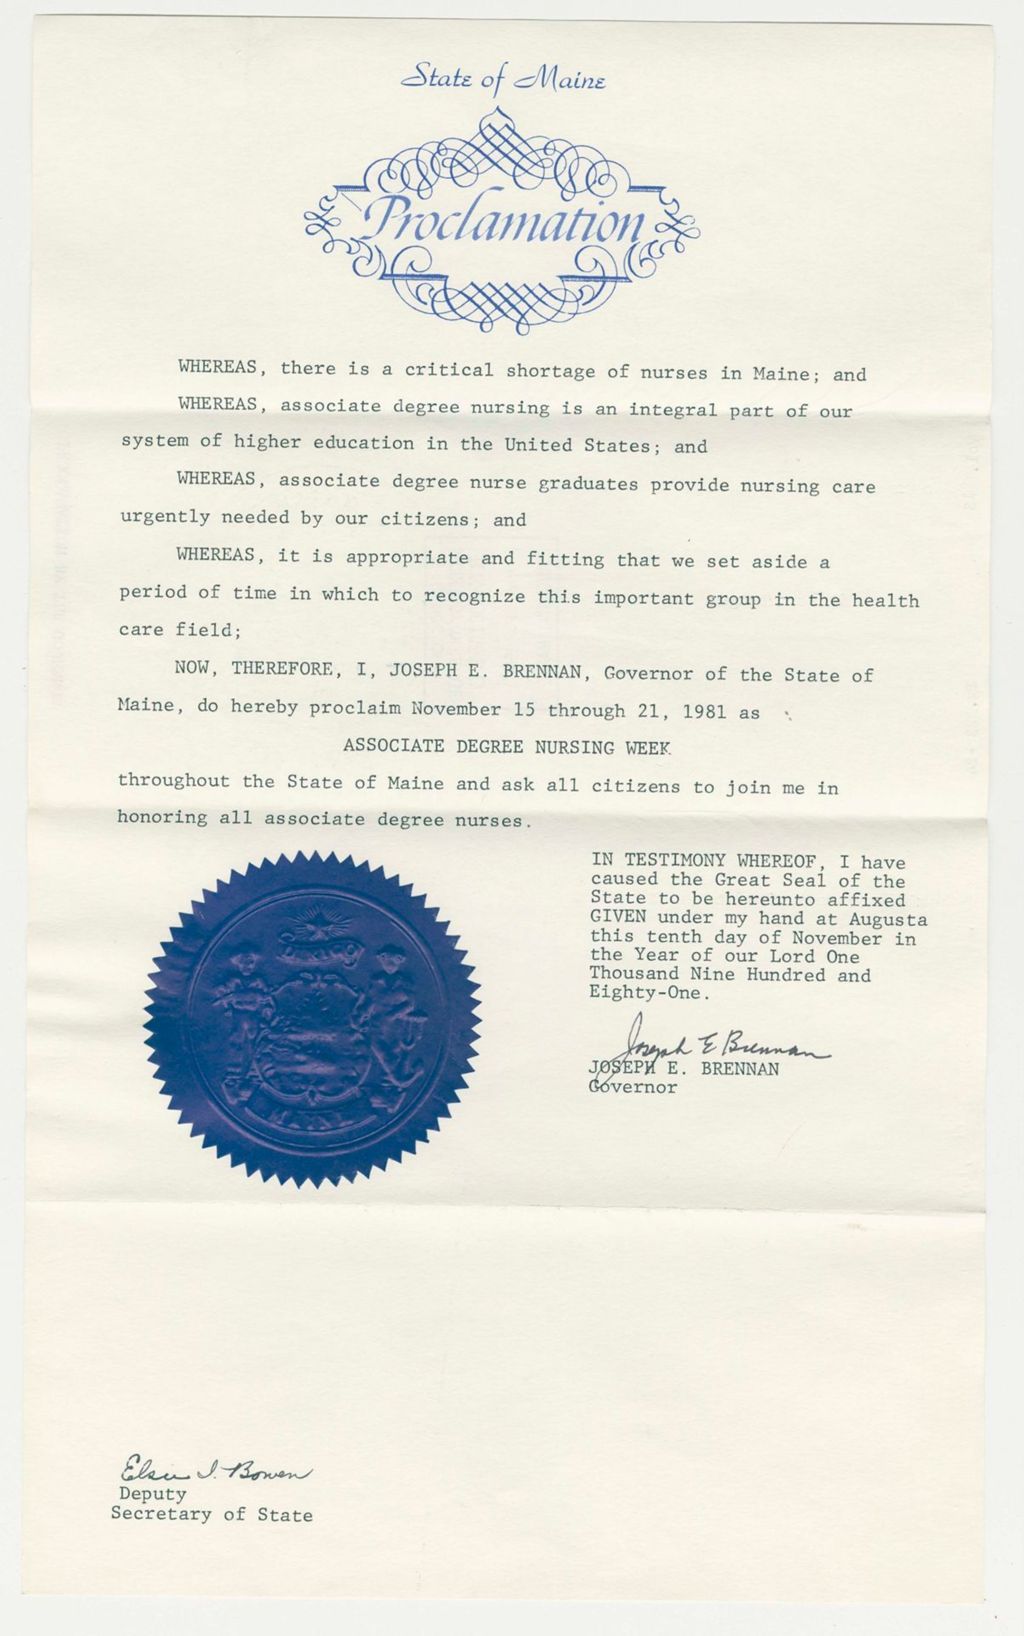 State of Maine
Proclamation
WHEREAS, there is a critical shortage of nurses in Maine; and
WHEREAS, associate degree nursing is an integral part of our
system of higher education in the United States; and
WHEREAS, associate degree nurse graduates provide nursing care
urgently needed by our citizens; and
WHEREAS, it is appropriate and fitting that we set aside a
period of time in which to recognize this important group in the health
care field;
NOW, THEREFORE, I, JOSEPH E. BRENNAN, Governor of the State of
Maine, do hereby proclaim November 15 through 21, 1981 as
ASSOCIATE DEGREE NURSING WEEK
throughout the State of Maine and ask all citizens to join me in
honoring all associate degree nurses.
IN TESTIMONY WHEREOF, I have
caused the Great Seal of the
State to be hereunto affixed
GIVEN under my hand at Augusta
this tenth day of November in
the Year of our Lord One
Thousand Nine Hundred and
Eighty-One.
Joseph E Brennan
JOSEPH E. BRENNAN
Governor
MAINE
Elsie I. Bowen
Deputy
Secretary of State